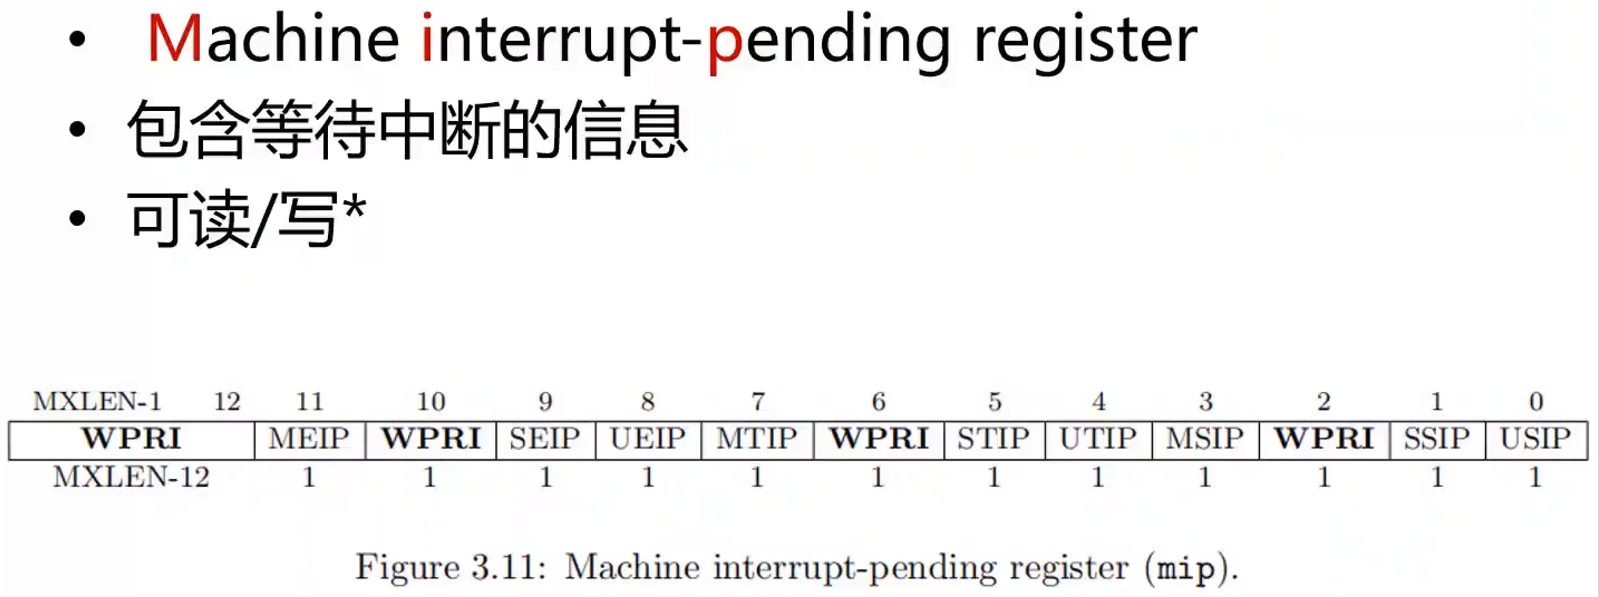 • Machine interrupt-pending register
• 包含等待中断的信息
• 可读/写*
MXLEN-1 12 11 10 9 8 7 6 5 4 3 2 1 0
WPRI MEIP WPRI SEIP UEIP MTIP WPRI STIP UTIP MSIP WPRI SSIP USIP
MXLEN-12 1 1 1 1 1 1 1 1 1 1 1 1
Figure 3.11: Machine interrupt-pending register (mip).